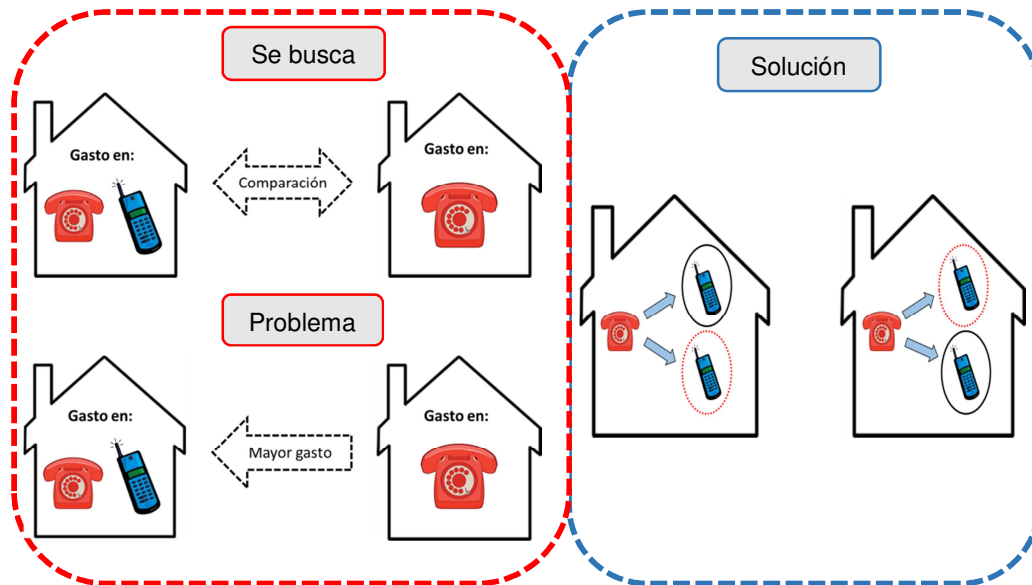 Se busca
Gasto en:
Comparación
Gasto en:
Problema
Gasto en:
Mayor gasto
Gasto en:
Solución